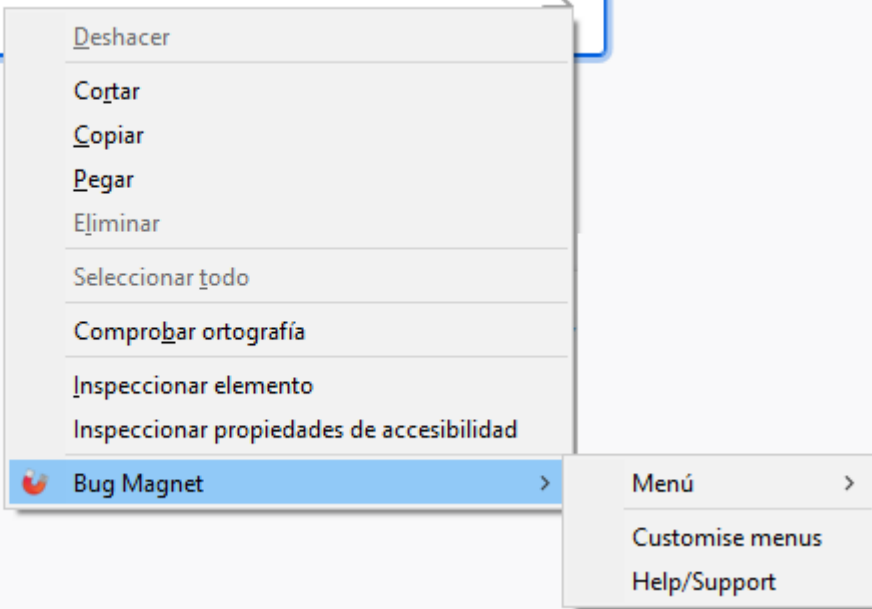 Deshacer
Cortar
Copiar
Pegar
Eliminar
Seleccionar todo
Comprobar ortografía
Inspeccionar elemento
Inspeccionar propiedades de accesibilidad
Bug Magnet
Menú
Customise menus
Help/Support